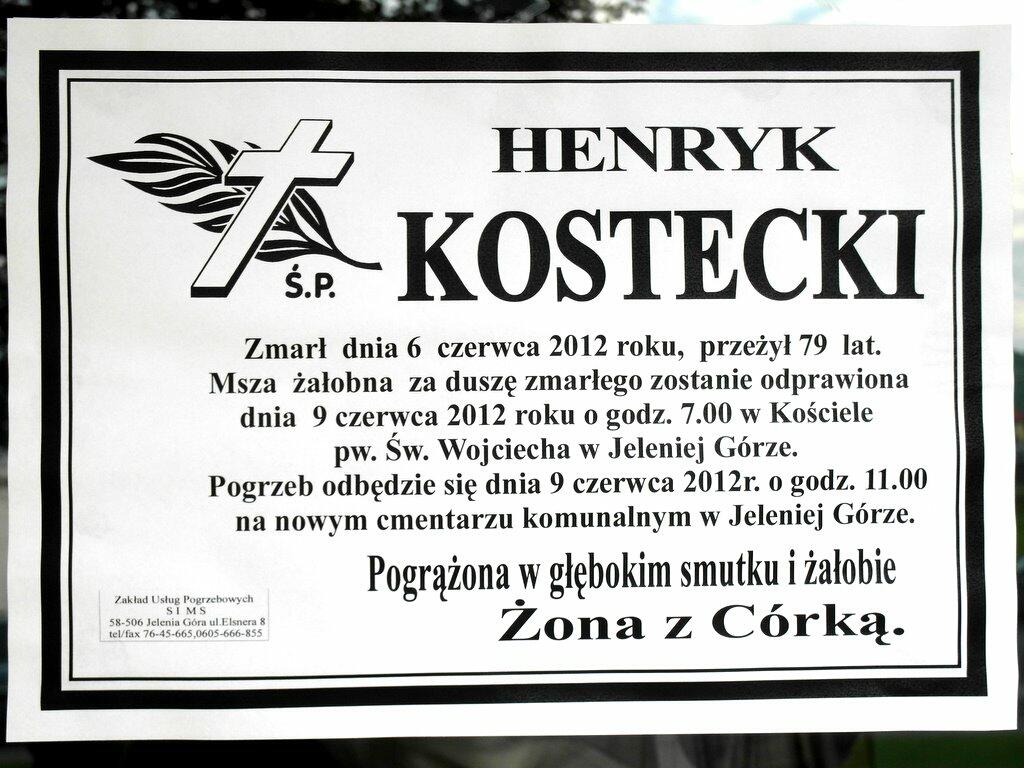 HENRYK
KOSTECKI
Ś.P.
Zmarł dnia 6 czerwca 2012 roku, przeżył 79 lat.
Msza żałobna za duszę zmarłego zostanie odprawiona
dnia 9 czerwca 2012 roku o godz. 7.00 w Kościele
pw. Św. Wojciecha w Jeleniej Górze.
Pogrzeb odbędzie się dnia 9 czerwca 2012r. o godz. 11.00
na nowym cmentarzu komunalnym w Jeleniej Górze.
Pogrążona w głębokim smutku i żałobie
Żona z Córką.
Zakład Usług Pogrzebowych
S I M S
58-506 Jelenia Góra ul.Elsnera 8
tel/fax 76-45-665,0605-666-855